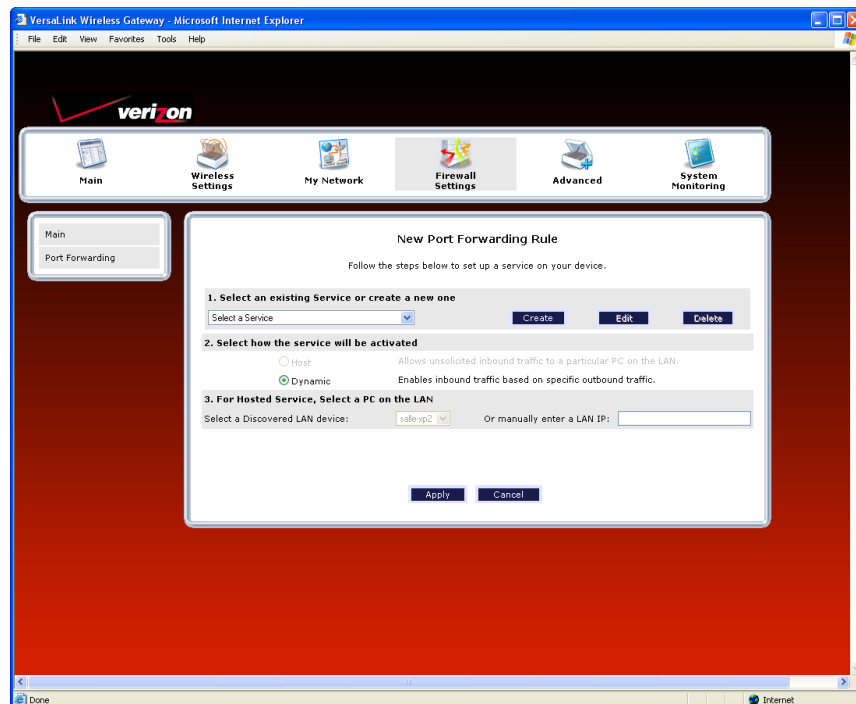 VersaLink Wireless Gateway - Microsoft Internet Explorer
File Edit View Favorites Tools Help
verizon
Main
Wireless Settings
My Network
Firewall Settings
Advanced
System Monitoring
Main
Port Forwarding
New Port Forwarding Rule
Follow the steps below to set up a service on your device.
1. Select an existing Service or create a new one
Select a Service Create Edit Delete
2. Select how the service will be activated
Host Allows unsolicited inbound traffic to a particular PC on the LAN.
Dynamic Enables inbound traffic based on specific outbound traffic.
3. For Hosted Service, Select a PC on the LAN
Select a Discovered LAN device: salle-xp2 Or manually enter a LAN IP:
Apply Cancel
Done Internet